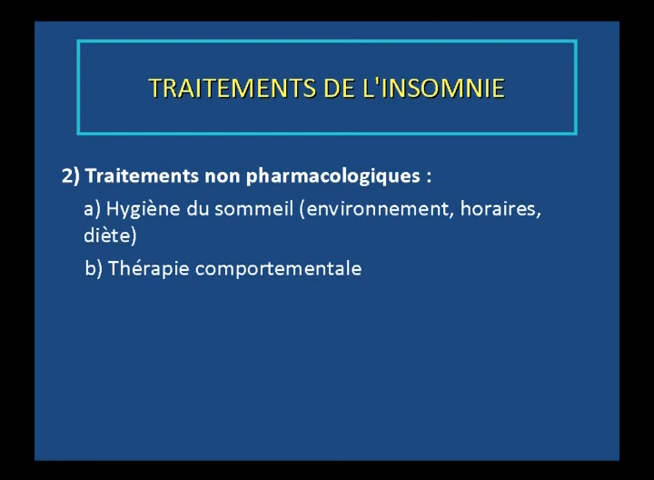 TRAITEMENTS DE L'INSOMNIE
2) Traitements non pharmacologiques :
a) Hygiène du sommeil (environnement, horaires,
diète)
b) Thérapie comportementale